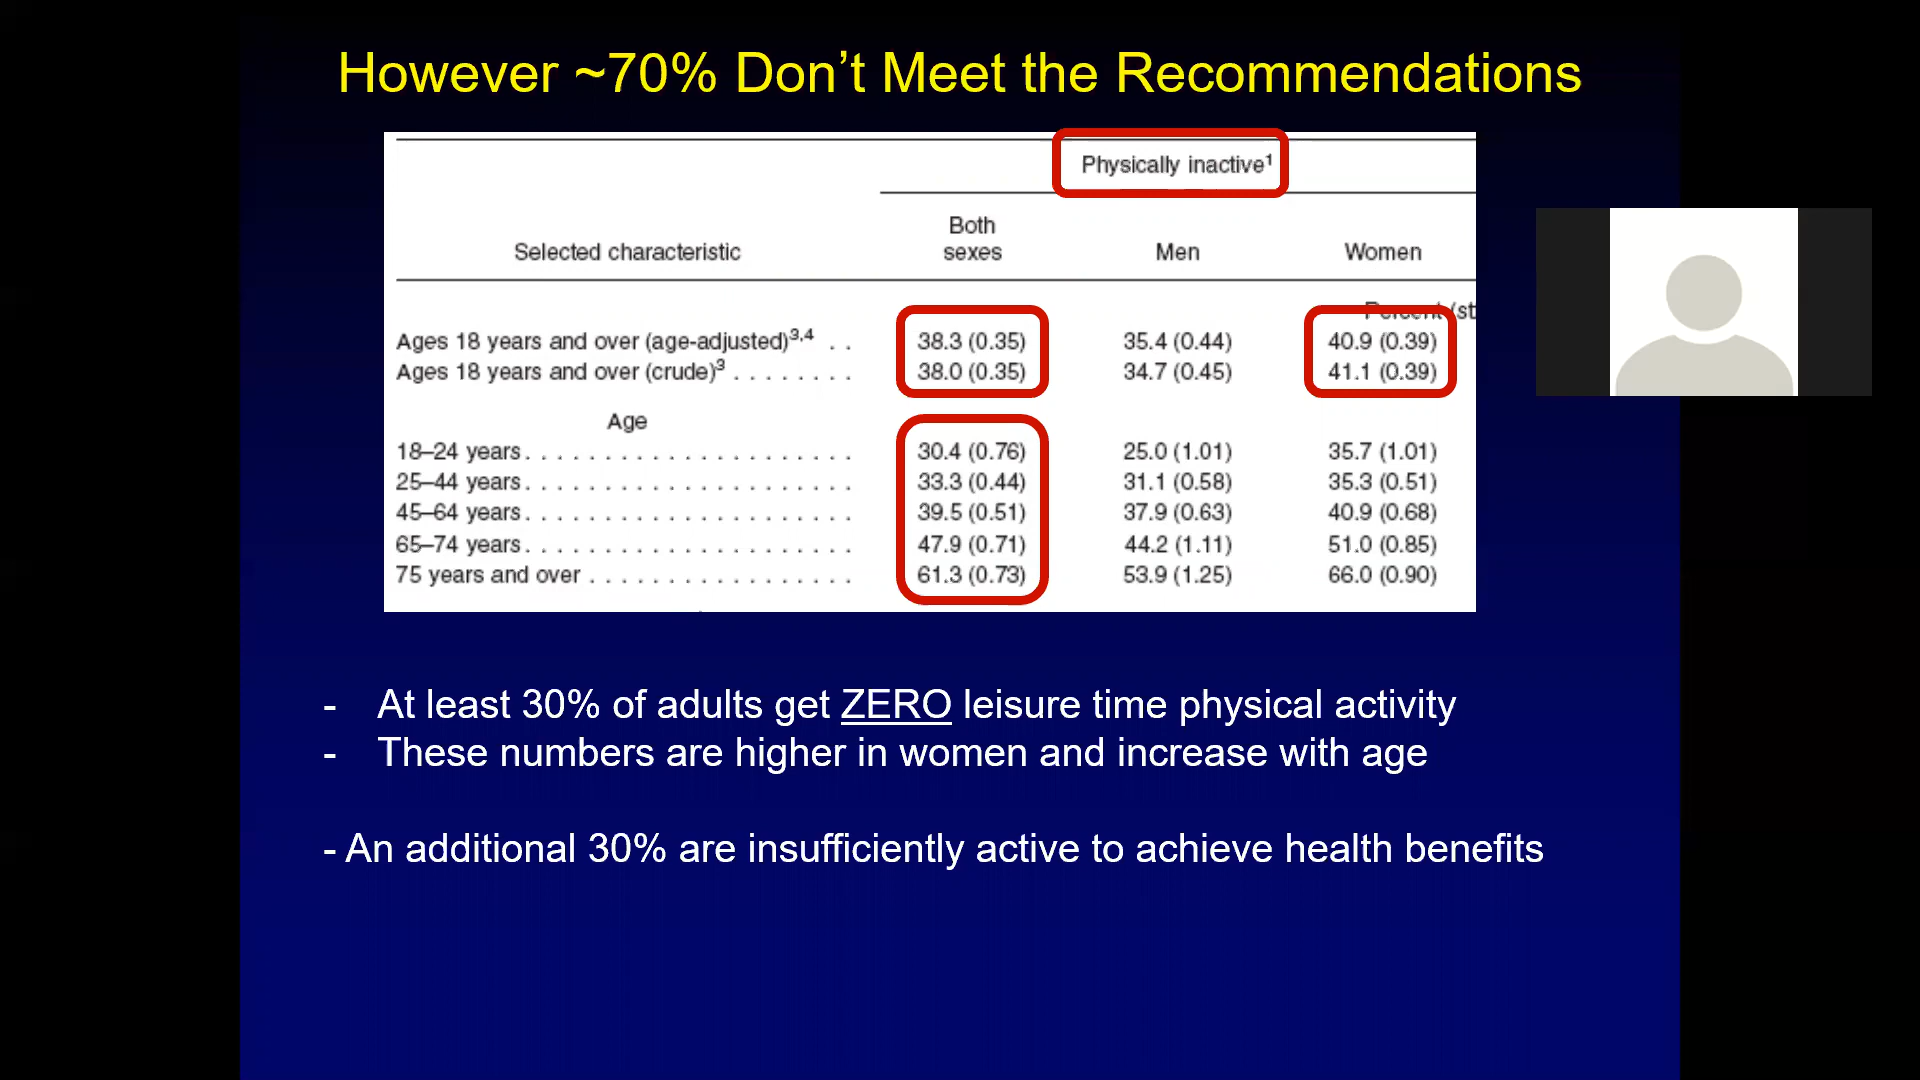 However ~70% Don’t Meet the Recommendations
Physically inactive¹
Both
sexes
Selected characteristic
Men
Women
Percent (st
Ages 18 years and over (age-adjusted)³,⁴ . . 38.3 (0.35) 35.4 (0.44) 40.9 (0.39)
Ages 18 years and over (crude)³ . . . . . . . . 38.0 (0.35) 34.7 (0.45) 41.1 (0.39)
Age
18–24 years . . . . . . . . . . . . . . . . . . . . . 30.4 (0.76) 25.0 (1.01) 35.7 (1.01)
25–44 years . . . . . . . . . . . . . . . . . . . . . 33.3 (0.44) 31.1 (0.58) 35.3 (0.51)
45–64 years . . . . . . . . . . . . . . . . . . . . . 39.5 (0.51) 37.9 (0.63) 40.9 (0.68)
65–74 years . . . . . . . . . . . . . . . . . . . . . 47.9 (0.71) 44.2 (1.11) 51.0 (0.85)
75 years and over . . . . . . . . . . . . . . . . . 61.3 (0.73) 53.9 (1.25) 66.0 (0.90)
- At least 30% of adults get ZERO leisure time physical activity
- These numbers are higher in women and increase with age
- An additional 30% are insufficiently active to achieve health benefits